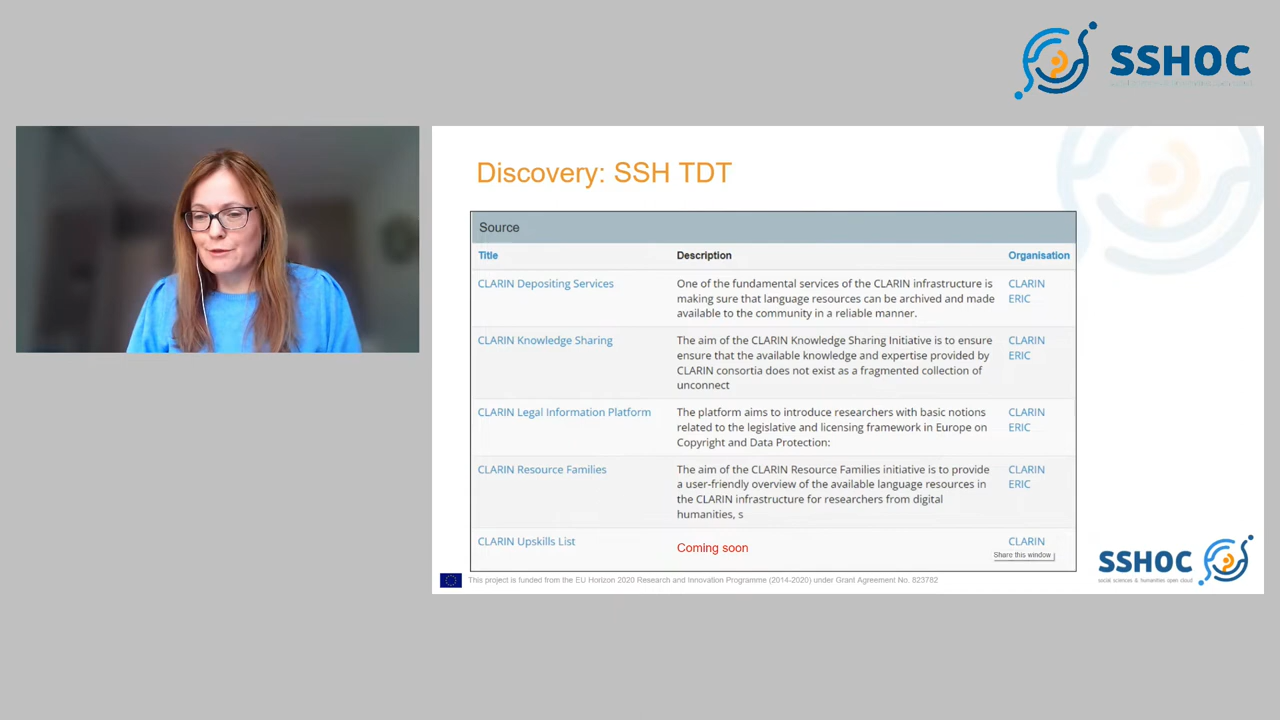 SSHOC
Discovery: SSH TDT
Source
Title Description Organisation
CLARIN Depositing Services One of the fundamental services of the CLARIN infrastructure is CLARIN
making sure that language resources can be archived and made ERIC
available to the community in a reliable manner.
CLARIN Knowledge Sharing The aim of the CLARIN Knowledge Sharing Initiative is to ensure CLARIN
ensure that the available knowledge and expertise provided by ERIC
CLARIN consortia does not exist as a fragmented collection of
unconnect
CLARIN Legal Information Platform The platform aims to introduce researchers with basic notions CLARIN
related to the legislative and licensing framework in Europe on ERIC
Copyright and Data Protection:
CLARIN Resource Families The aim of the CLARIN Resource Families initiative is to provide CLARIN
a user-friendly overview of the available language resources in ERIC
the CLARIN infrastructure for researchers from digital
humanities, s
CLARIN Upskills List Coming soon CLARIN
Share this window
SSHOC
social sciences & humanities open cloud
This project is funded from the EU Horizon 2020 Research and Innovation Programme (2014-2020) under Grant Agreement No. 823782